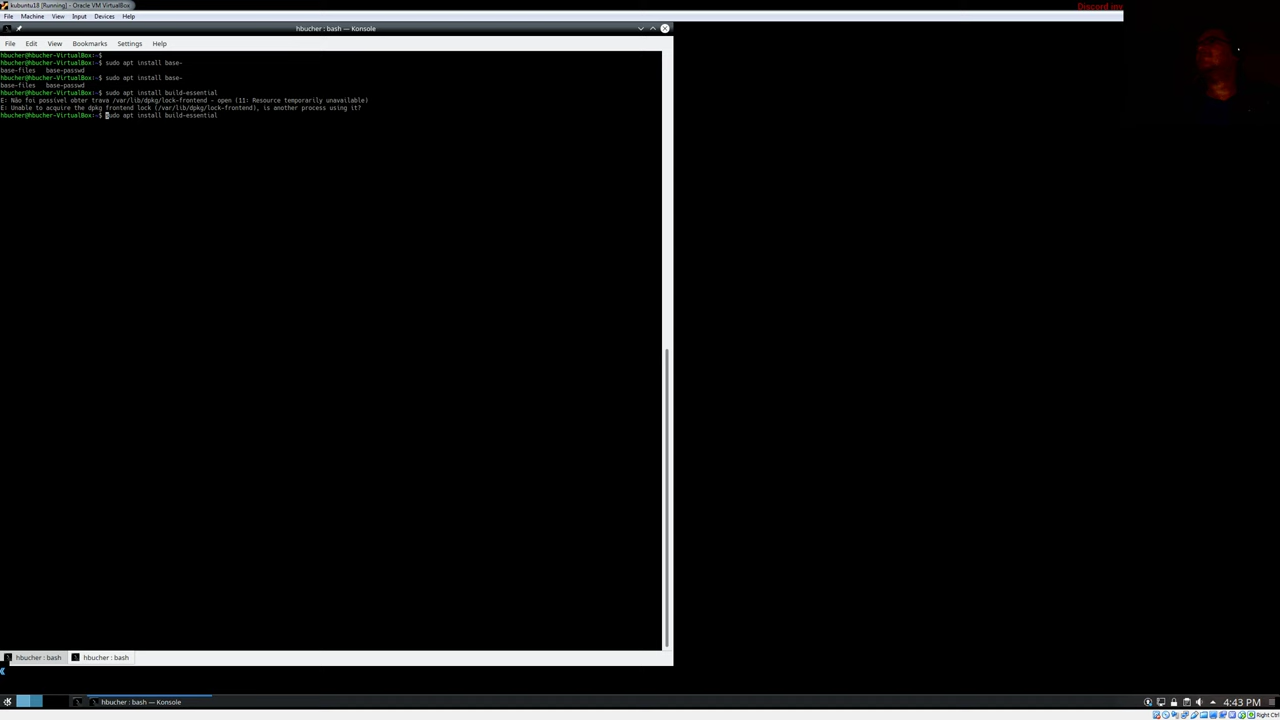 kubuntu18 [Running] - Oracle VM VirtualBox
File Machine View Input Devices Help
hbucher : bash — Konsole
File Edit View Bookmarks Settings Help
hbucher@hbucher-VirtualBox:~$
hbucher@hbucher-VirtualBox:~$ sudo apt install base-
base-files base-passwd
hbucher@hbucher-VirtualBox:~$ sudo apt install base-
base-files base-passwd
hbucher@hbucher-VirtualBox:~$ sudo apt install build-essential
E: Não foi possível obter trava /var/lib/dpkg/lock-frontend - open (11: Resource temporarily unavailable)
E: Unable to acquire the dpkg frontend lock (/var/lib/dpkg/lock-frontend), is another process using it?
hbucher@hbucher-VirtualBox:~$ sudo apt install build-essential
hbucher : bash hbucher : bash
hbucher : bash — Konsole
4:43 PM
Right Ctrl
Discord